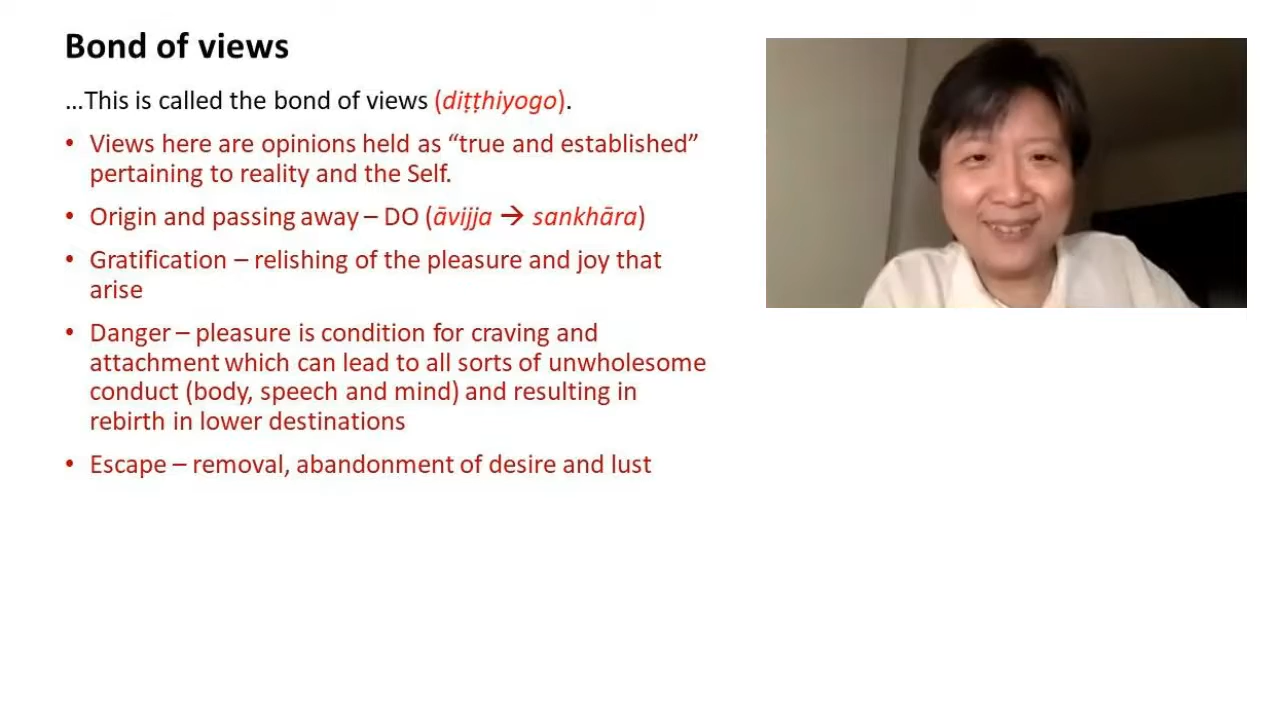 Bond of views
...This is called the bond of views (diṭṭhiyogo).
• Views here are opinions held as “true and established”
pertaining to reality and the Self.
• Origin and passing away – DO (āvijja → sankhāra)
• Gratification – relishing of the pleasure and joy that
arise
• Danger – pleasure is condition for craving and
attachment which can lead to all sorts of unwholesome
conduct (body, speech and mind) and resulting in
rebirth in lower destinations
• Escape – removal, abandonment of desire and lust